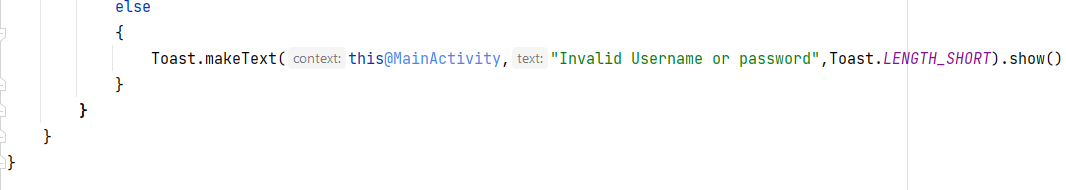 else
{
Toast.makeText( context: this@MainActivity, text: "Invalid Username or password",Toast.LENGTH_SHORT).show()
}
}
}
}